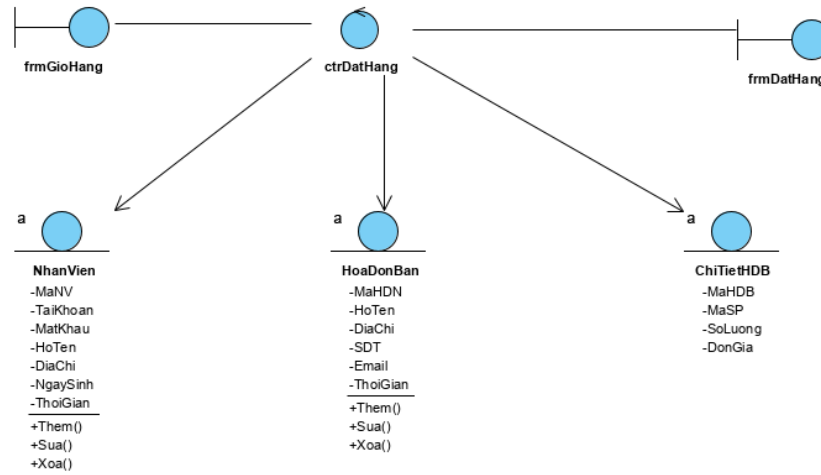 frmGioHang
ctrDatHang
frmDatHang
a
NhanVien
-MaNV
-TaiKhoan
-MatKhau
-HoTen
-DiaChi
-NgaySinh
-ThoiGian
+Them()
+Sua()
+Xoa()
a
HoaDonBan
-MaHDN
-HoTen
-DiaChi
-SDT
-Email
-ThoiGian
+Them()
+Sua()
+Xoa()
a
ChiTietHDB
-MaHDB
-MaSP
-SoLuong
-DonGia